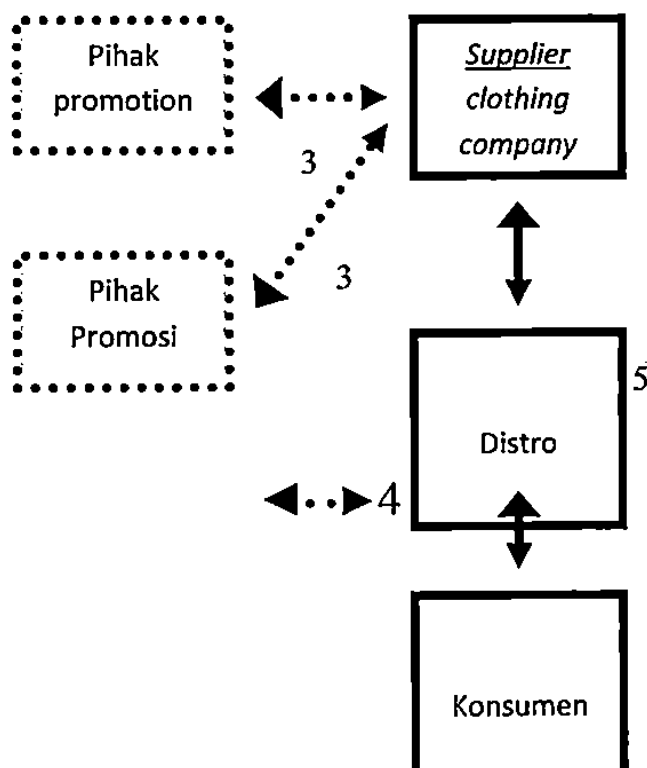 Pihak
promotion
Supplier
clothing
company
3
3
Pihak
Promosi
5
Distro
4
Konsumen